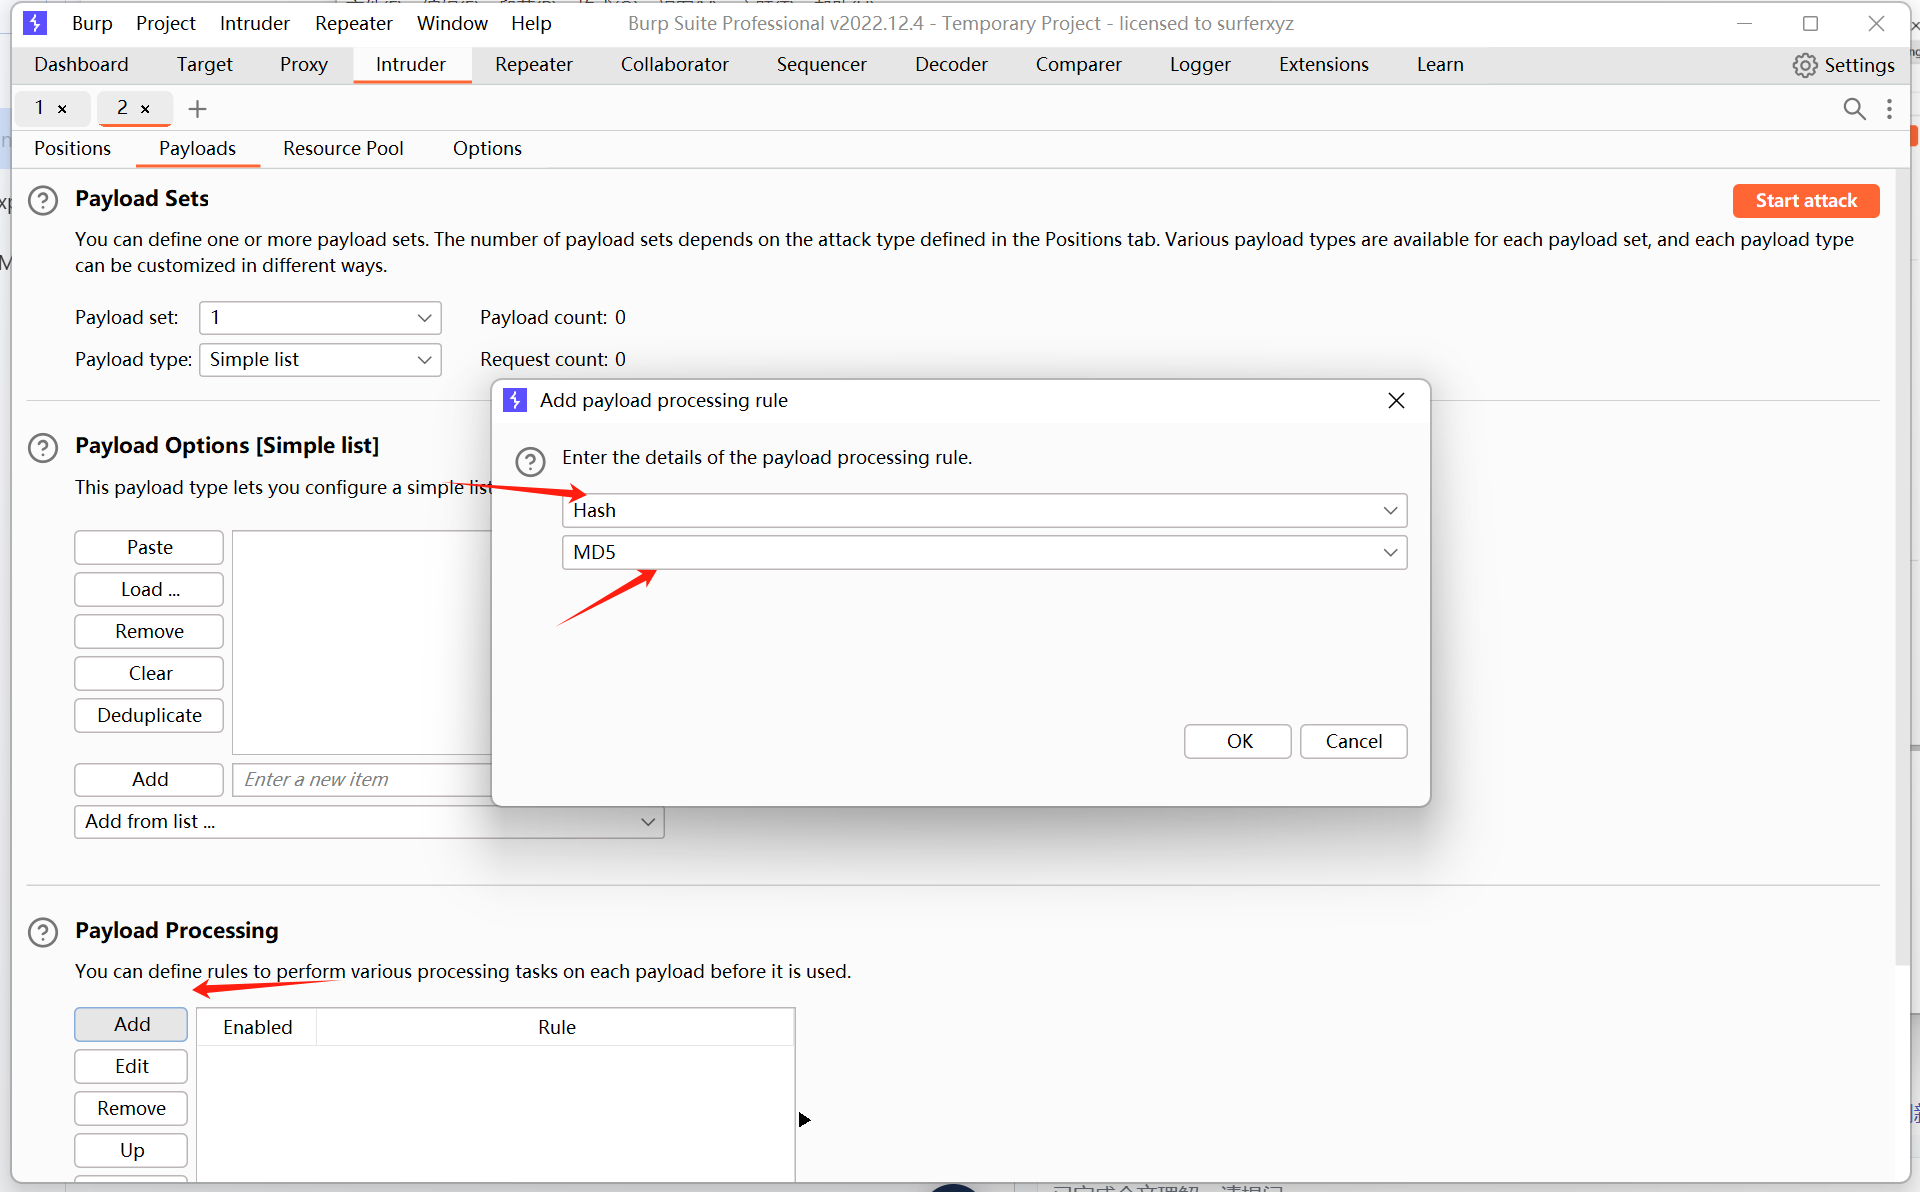 Burp Project Intruder Repeater Window Help Burp Suite Professional v2022.12.4 - Temporary Project - licensed to surferxyz
Dashboard Target Proxy Intruder Repeater Collaborator Sequencer Decoder Comparer Logger Extensions Learn Settings
1 × 2 × +
Positions Payloads Resource Pool Options
? Payload Sets Start attack
You can define one or more payload sets. The number of payload sets depends on the attack type defined in the Positions tab. Various payload types are available for each payload set, and each payload type
can be customized in different ways.
Payload set: 1 Payload count: 0
Payload type: Simple list Request count: 0
Add payload processing rule
? Payload Options [Simple list]
? Enter the details of the payload processing rule.
This payload type lets you configure a simple list
Hash
MD5
Paste
Load ...
Remove
Clear
Deduplicate
OK Cancel
Add Enter a new item
Add from list ...
? Payload Processing
You can define rules to perform various processing tasks on each payload before it is used.
Add Enabled Rule
Edit
Remove
Up